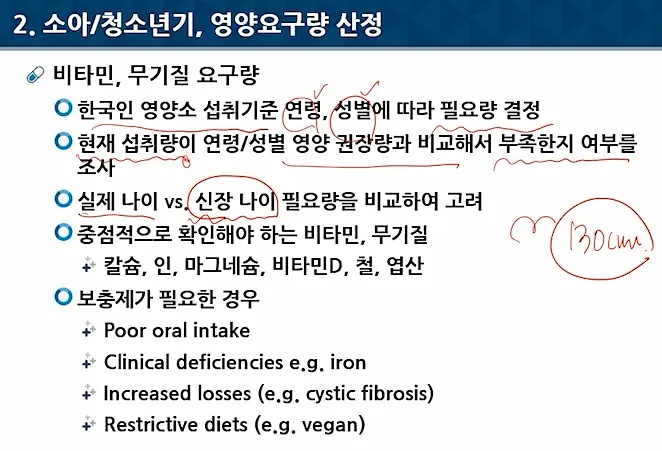 2. 소아/청소년기, 영양요구량 산정
비타민, 무기질 요구량
한국인 영양소 섭취기준 연령, 성별에 따라 필요량 결정
현재 섭취량이 연령/성별 영양 권장량과 비교해서 부족한지 여부를
조사
실제 나이 vs. 신장 나이 필요량을 비교하여 고려
130cm.
중점적으로 확인해야 하는 비타민, 무기질
칼슘, 인, 마그네슘, 비타민D, 철, 엽산
보충제가 필요한 경우
Poor oral intake
Clinical deficiencies e.g. iron
Increased losses (e.g. cystic fibrosis)
Restrictive diets (e.g. vegan)